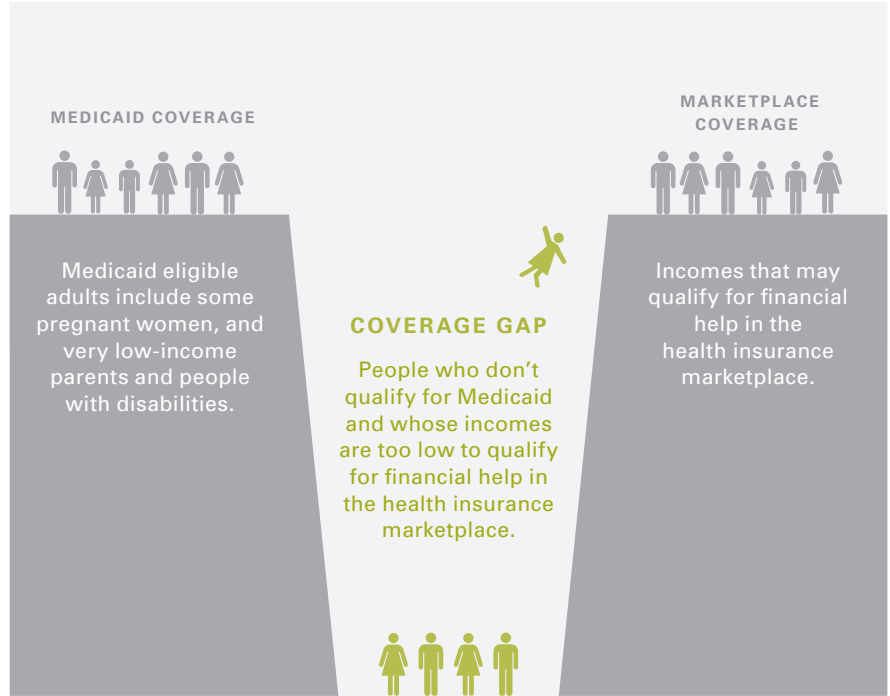 MEDICAID COVERAGE
Medicaid eligible
adults include some
pregnant women, and
very low-income
parents and people
with disabilities.
COVERAGE GAP
People who don’t
qualify for Medicaid
and whose incomes
are too low to qualify
for financial help in
the health insurance
marketplace.
MARKETPLACE
COVERAGE
Incomes that may
qualify for financial
help in the
health insurance
marketplace.